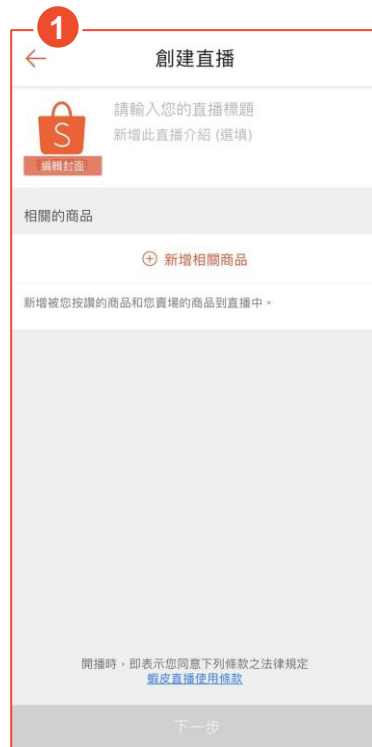 1
創建直播
請輸入您的直播標題
新增此直播介紹 (選填)
S
編輯封面
相關的商品
新增相關商品
新增被您按讚的商品和您賣場的商品到直播中。
開播時，即表示您同意下列條款之法律規定
蝦皮直播使用條款
下一步